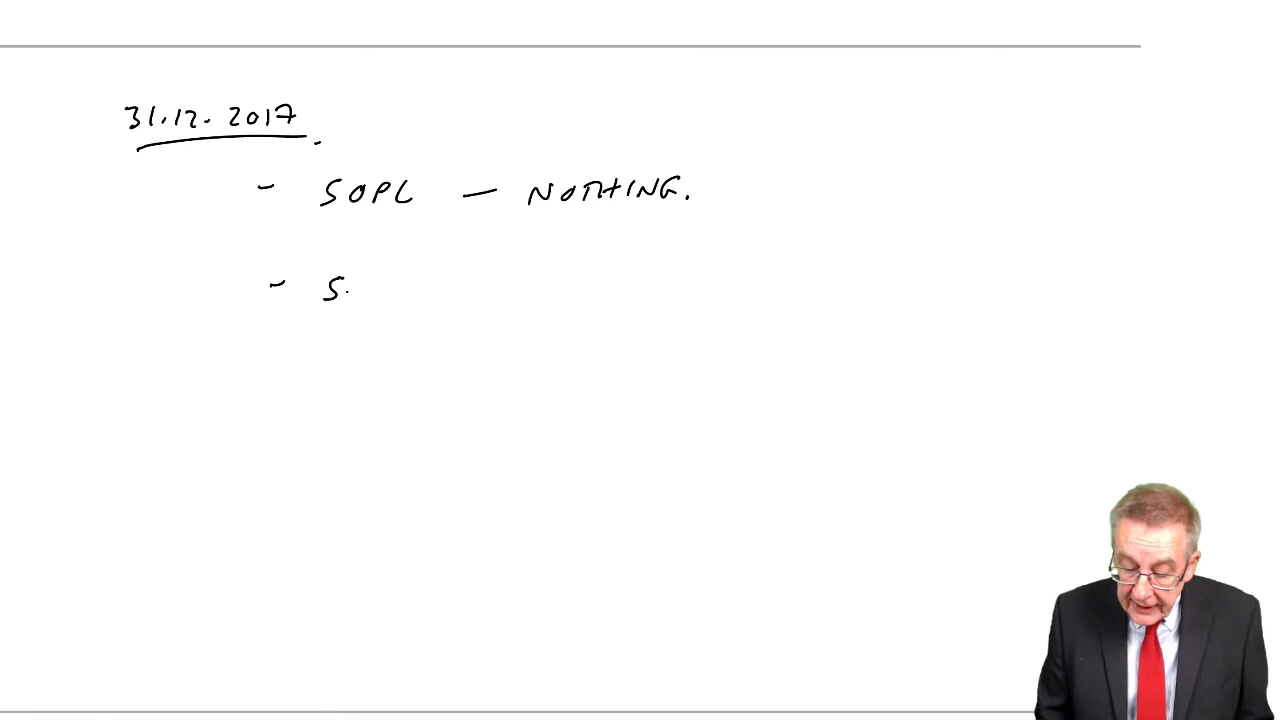 31.12.2017
- SOPL — NOTHING.
- S.